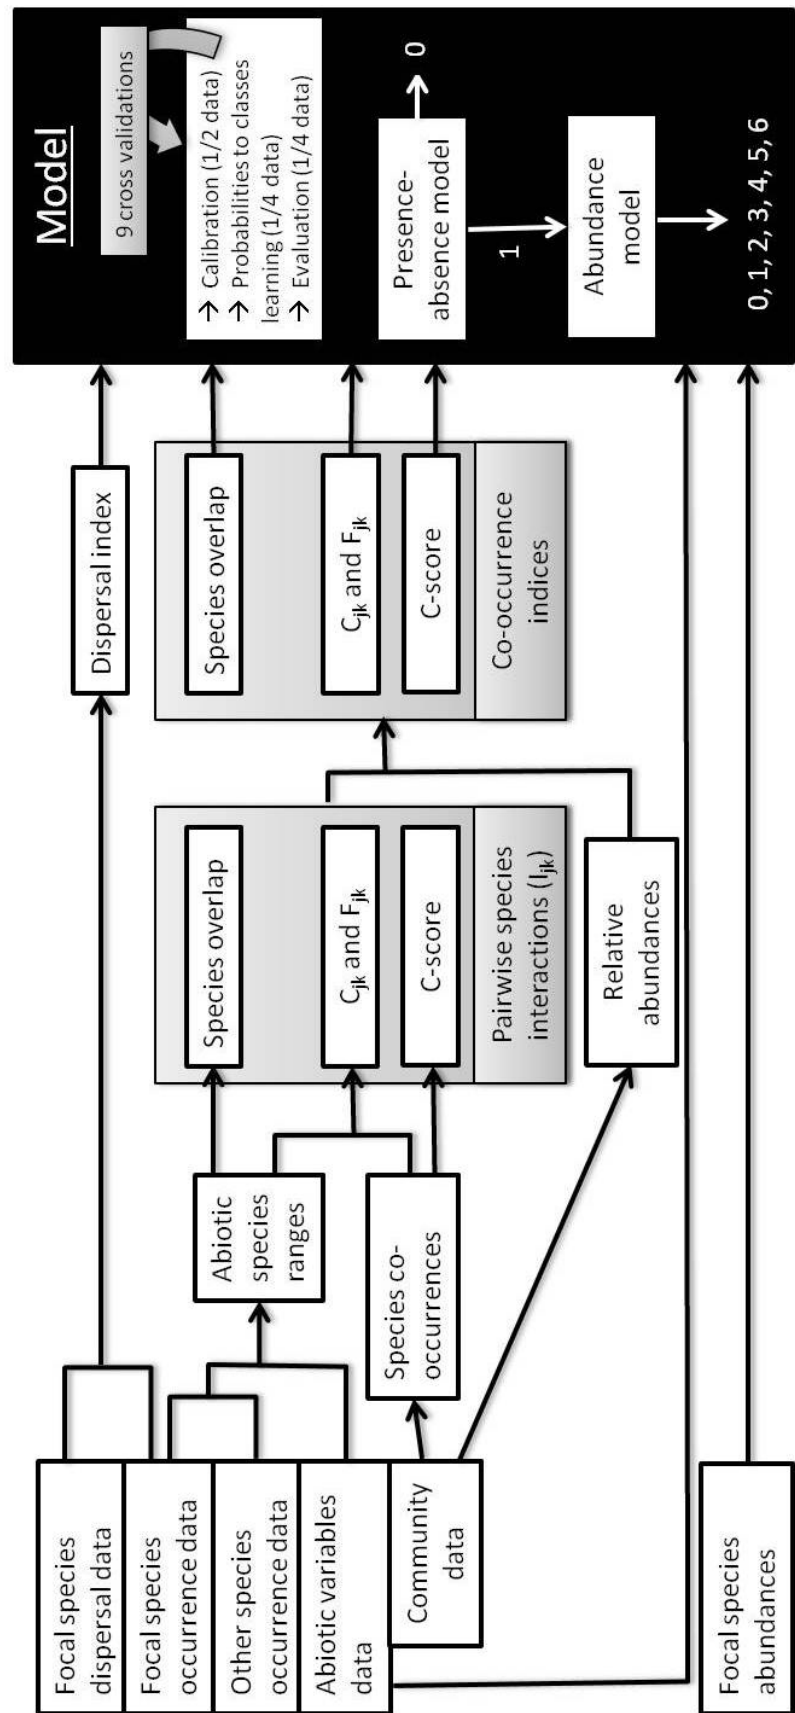 Focal species
dispersal data
Focal species
occurrence data
Other species
occurrence data
Abiotic variables
data
Community
data
Focal species
abundances
Abiotic
species
ranges
Species co-
occurrences
Species overlap
Cjk and Fjk
C-score
Pairwise species
interactions (Ijk)
Relative
abundances
Dispersal index
Species overlap
Cjk and Fjk
C-score
Co-occurrence
indices
Model
9 cross validations
→ Calibration (1/2 data)
→ Probabilities to classes
learning (1/4 data)
→ Evaluation (1/4 data)
Presence-
absence model
0
1
Abundance
model
0, 1, 2, 3, 4, 5, 6